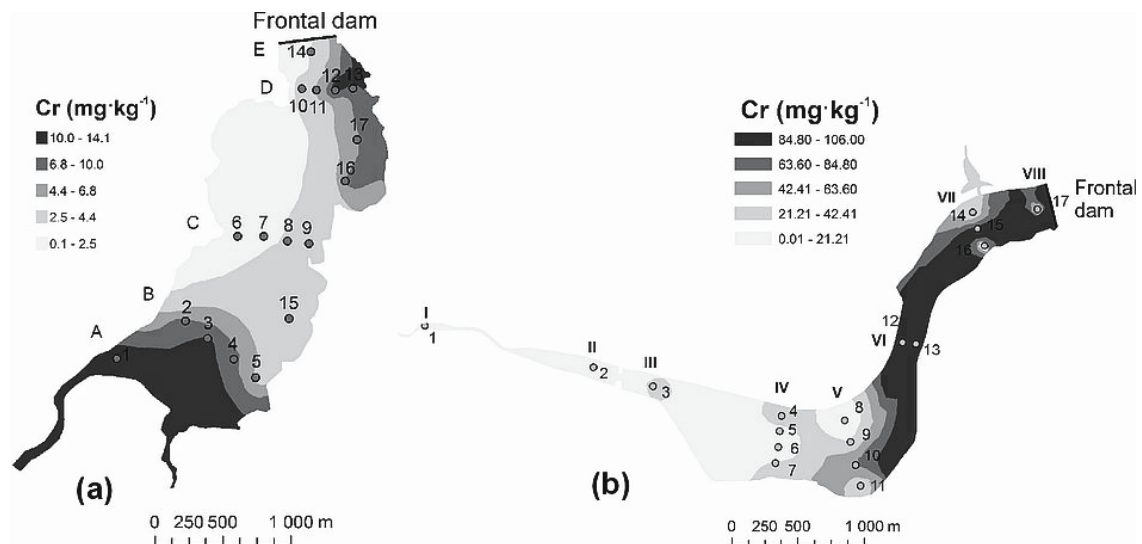 Frontal dam
E
14
D
12
13
10
11
Cr (mg·kg⁻¹)
10.0 - 14.1
6.8 - 10.0
4.4 - 6.8
2.5 - 4.4
0.1 - 2.5
17
16
C
6
7
8
9
B
2
3
15
A
1
4
5
(a)
0 250 500 1 000 m
Cr (mg·kg⁻¹)
84.80 - 106.00
63.60 - 84.80
42.41 - 63.60
21.21 - 42.41
0.01 - 21.21
VIII
VII
Frontal
dam
17
14
15
16
I
1
12
VI
13
II
2
III
3
IV
V
4
8
5
9
6
10
7
11
(b)
0 250 500 1 000 m